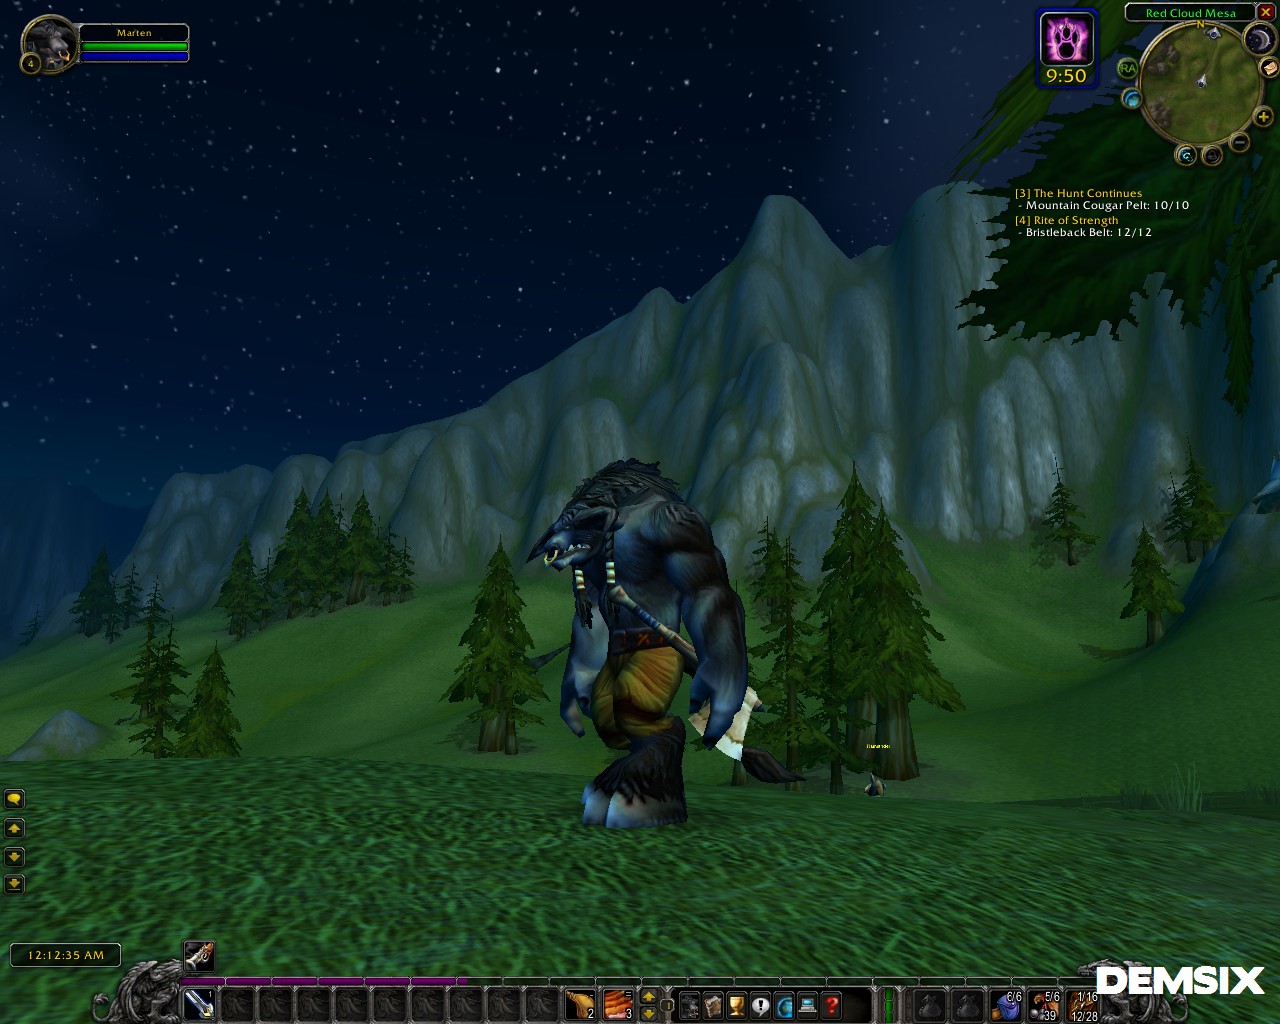 Marten
4
9:50
Red Cloud Mesa
N
RA
[3] The Hunt Continues
- Mountain Cougar Pelt: 10/10
[4] Rite of Strength
- Bristleback Belt: 12/12
12:12:35 AM
DEMSIX
2
3
1
6/6
5/6
39
1/16
12/28